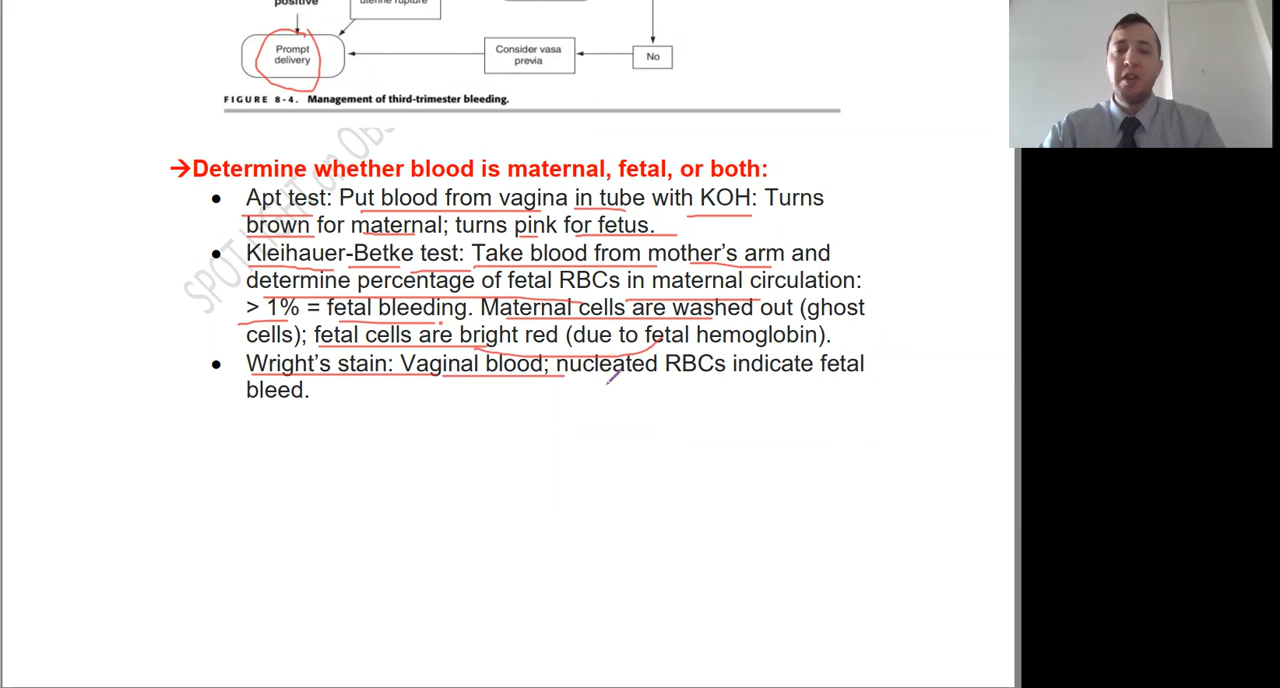 positive
uterine rupture
Prompt
delivery
Consider vasa
previa
No
FIGURE 8-4. Management of third-trimester bleeding.
→Determine whether blood is maternal, fetal, or both:
• Apt test: Put blood from vagina in tube with KOH: Turns
brown for maternal; turns pink for fetus.
• Kleihauer-Betke test: Take blood from mother's arm and
determine percentage of fetal RBCs in maternal circulation:
> 1% = fetal bleeding. Maternal cells are washed out (ghost
cells); fetal cells are bright red (due to fetal hemoglobin).
• Wright's stain: Vaginal blood; nucleated RBCs indicate fetal
bleed.